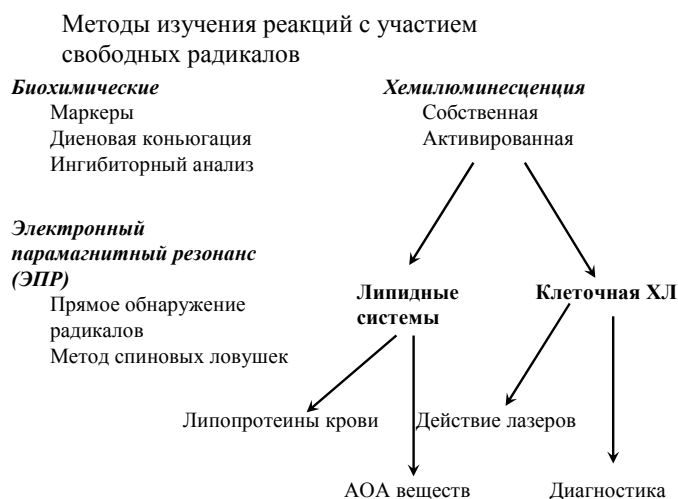 Методы изучения реакций с участием
свободных радикалов
Биохимические
Маркеры
Диеновая коньюгация
Ингибиторный анализ
Электронный
парамагнитный резонанс
(ЭПР)
Прямое обнаружение
радикалов
Метод спиновых ловушек
Хемилюминесценция
Собственная
Активированная
Липидные
системы
Клеточная ХЛ
Липопротеины крови
Действие лазеров
АОА веществ
Диагностика